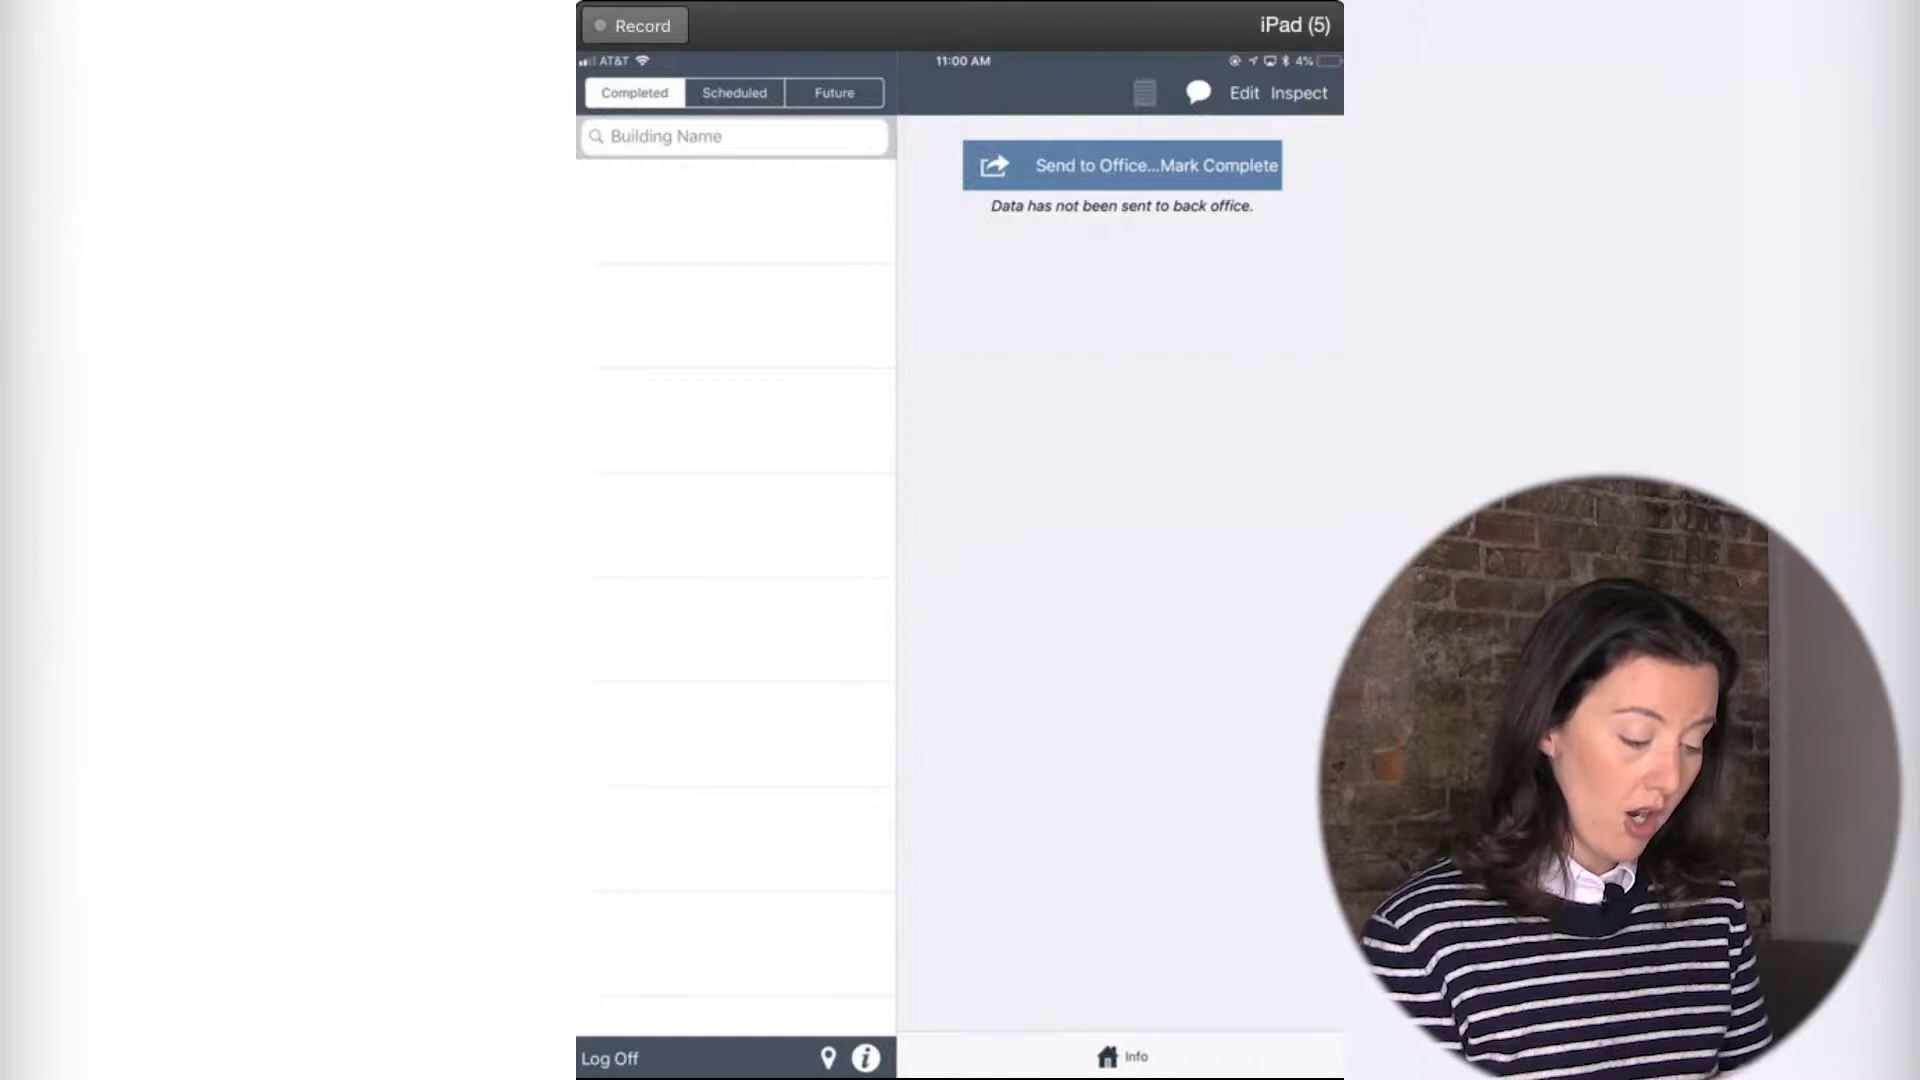 Record
iPad (5)
AT&T
11:00 AM
4%
Completed
Scheduled
Future
Edit
Inspect
Building Name
Send to Office...Mark Complete
Data has not been sent to back office.
Log Off
Info